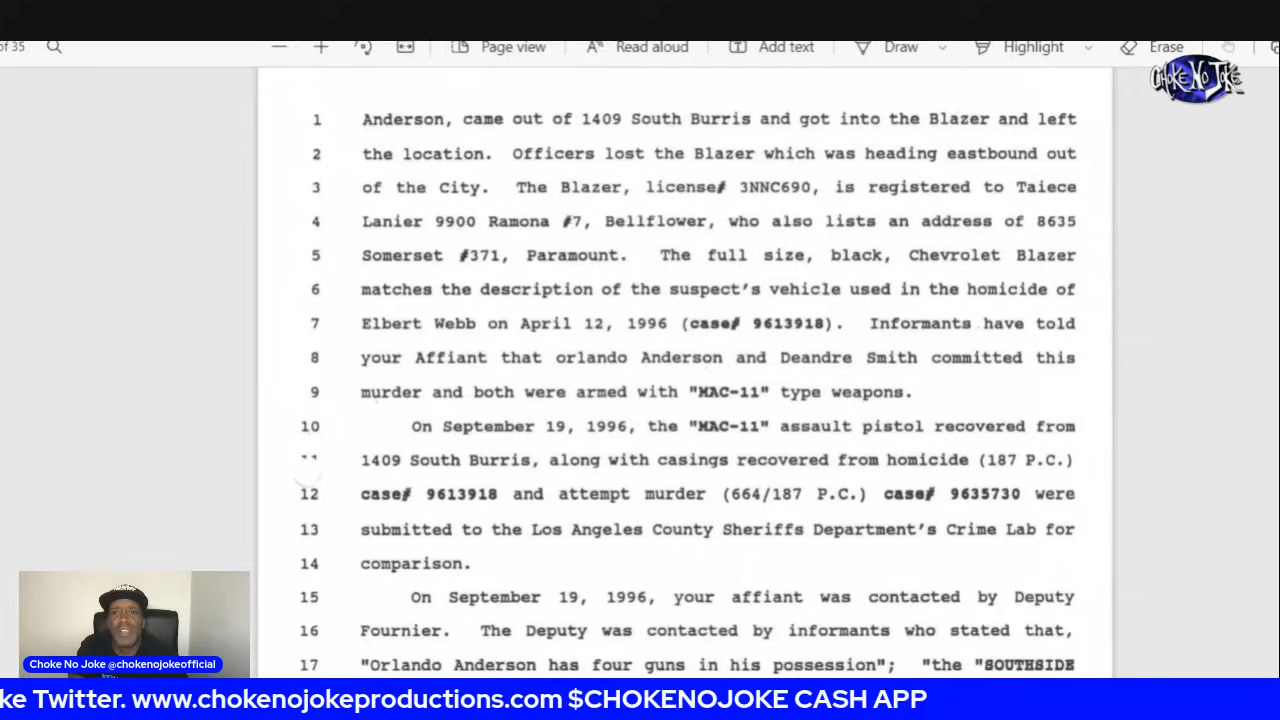 of 35
Page view
Read aloud
Add text
Draw
Highlight
Erase
CHOKE NO JOKE
1 Anderson, came out of 1409 South Burris and got into the Blazer and left
2 the location. Officers lost the Blazer which was heading eastbound out
3 of the City. The Blazer, license# 3NNC690, is registered to Taiece
4 Lanier 9900 Ramona #7, Bellflower, who also lists an address of 8635
5 Somerset #371, Paramount. The full size, black, Chevrolet Blazer
6 matches the description of the suspect's vehicle used in the homicide of
7 Elbert Webb on April 12, 1996 (case# 9613918). Informants have told
8 your Affiant that orlando Anderson and Deandre Smith committed this
9 murder and both were armed with "MAC-11" type weapons.
10 On September 19, 1996, the "MAC-11" assault pistol recovered from
1409 South Burris, along with casings recovered from homicide (187 P.C.)
12 case# 9613918 and attempt murder (664/187 P.C.) case# 9635730 were
13 submitted to the Los Angeles County Sheriffs Department's Crime Lab for
14 comparison.
15 On September 19, 1996, your affiant was contacted by Deputy
16 Fournier. The Deputy was contacted by informants who stated that,
17 "Orlando Anderson has four guns in his possession"; "the "SOUTHSIDE
Choke No Joke @chokenojokeofficial
ke Twitter. www.chokenojokeproductions.com $CHOKENOJOKE CASH APP